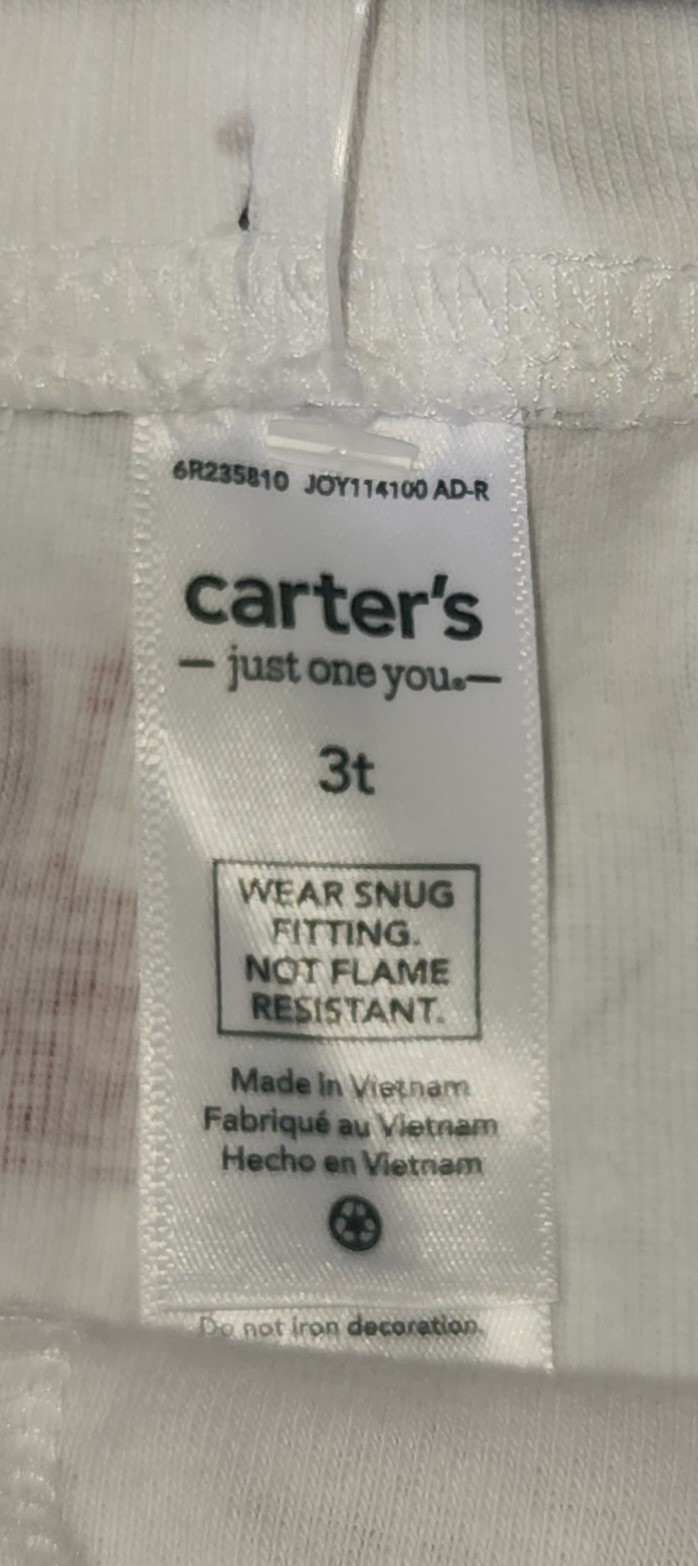 6R235810 JOY114100 AD-R
carter's
— just one you®—
3t
WEAR SNUG
FITTING.
NOT FLAME
RESISTANT.
Made in Vietnam
Fabriqué au Vietnam
Hecho en Vietnam
Do not iron decoration.